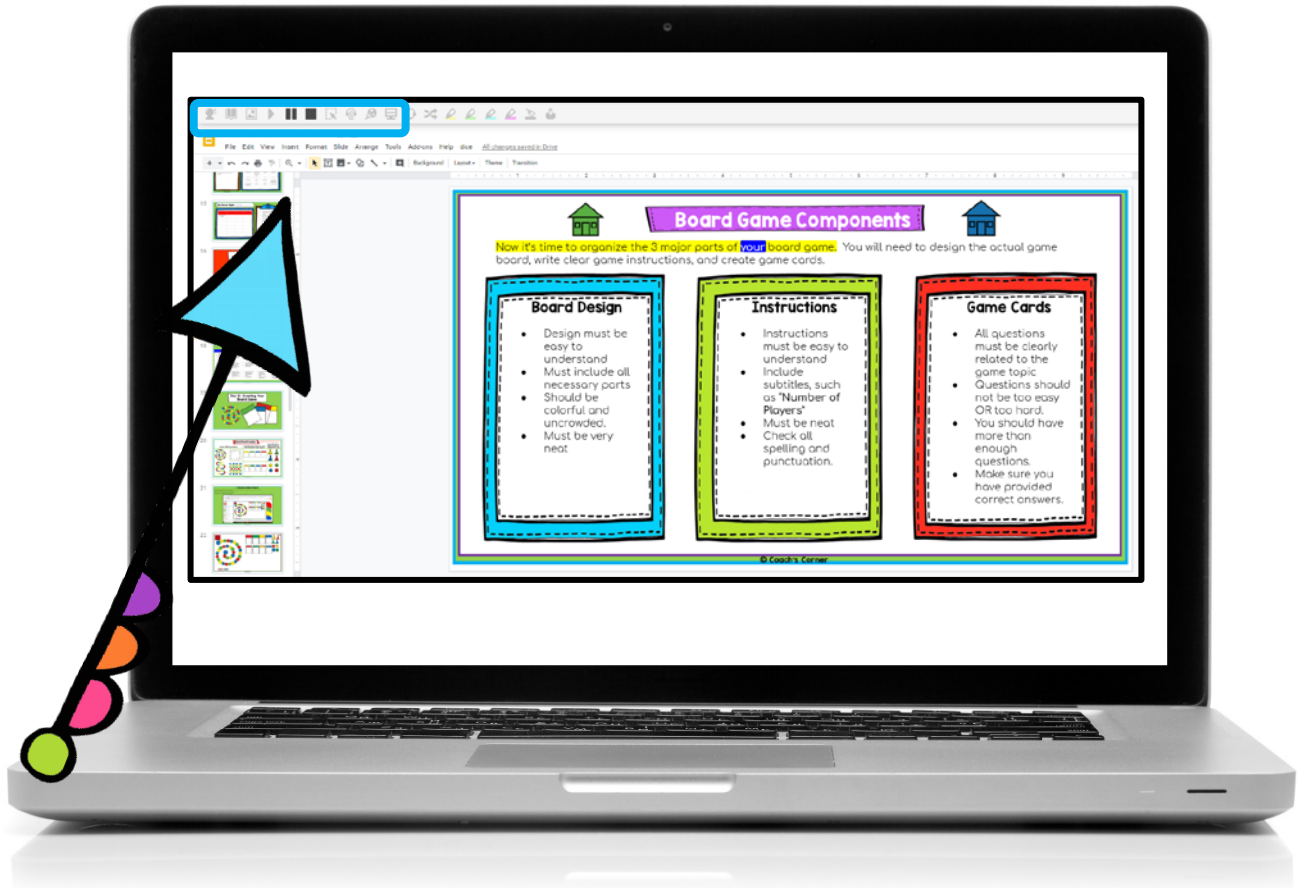 File Edit View Insert Format Slide Arrange Tools Add-ons Help dice All changes saved in Drive
Background Layout Theme Transition
Board Game Components
Now it's time to organize the 3 major parts of your board game. You will need to design the actual game
board, write clear game instructions, and create game cards.
Board Design
• Design must be
easy to
understand
• Must include all
necessary parts
• Should be
colorful and
uncrowded.
• Must be very
neat
Instructions
• Instructions
must be easy to
understand
• Include
subtitles, such
as "Number of
Players"
• Must be neat
• Check all
spelling and
punctuation.
Game Cards
• All questions
must be clearly
related to the
game topic
• Questions should
not be too easy
OR too hard.
• You should have
more than
enough
questions.
• Make sure you
have provided
correct answers.
© Coach's Corner